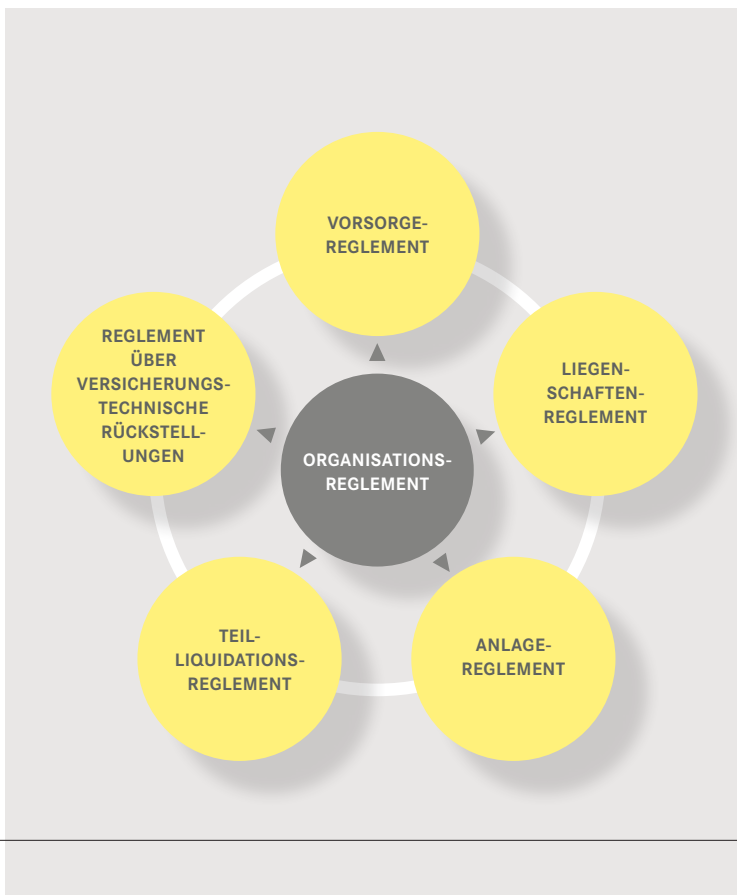 VORSORGE-
REGLEMENT
LIEGEN-
SCHAFTEN-
REGLEMENT
ANLAGE-
REGLEMENT
TEIL-
LIQUIDATIONS-
REGLEMENT
REGLEMENT
ÜBER
VERSICHERUNGS-
TECHNISCHE
RÜCKSTELL-
UNGEN
ORGANISATIONS-
REGLEMENT